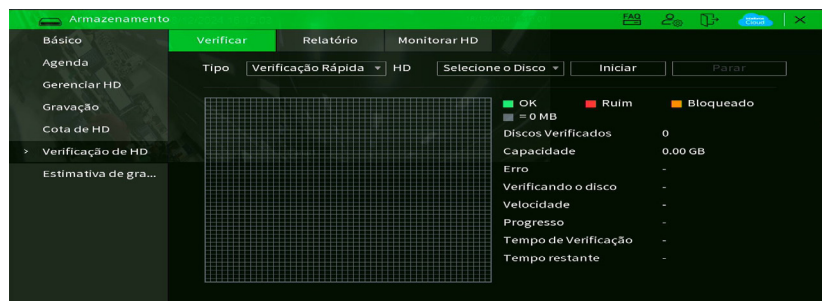 Armazenamento
FAQ
Cloud
Básico
Agenda
Gerenciar HD
Gravação
Cota de HD
> Verificação de HD
Estimativa de gra...
Verificar Relatório Monitorar HD
Tipo Verificação Rápida HD Selecione o Disco Iniciar Parar
OK Ruim Bloqueado
= 0 MB
Discos Verificados 0
Capacidade 0.00 GB
Erro -
Verificando o disco -
Velocidade -
Progresso -
Tempo de Verificação -
Tempo restante -